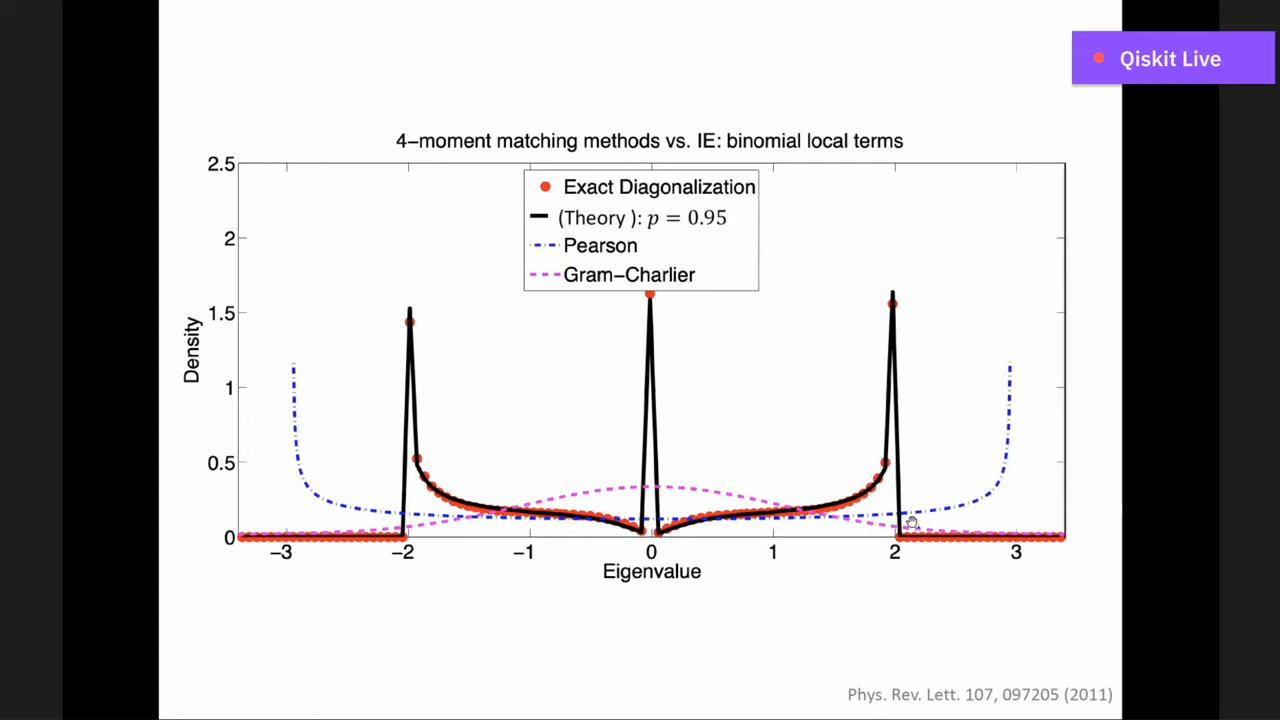 Qiskit Live
4−moment matching methods vs. IE: binomial local terms
2.5
2
1.5
1
0.5
0
Density
Exact Diagonalization
(Theory ): p = 0.95
Pearson
Gram−Charlier
−3
−2
−1
0
1
2
3
Eigenvalue
Phys. Rev. Lett. 107, 097205 (2011)